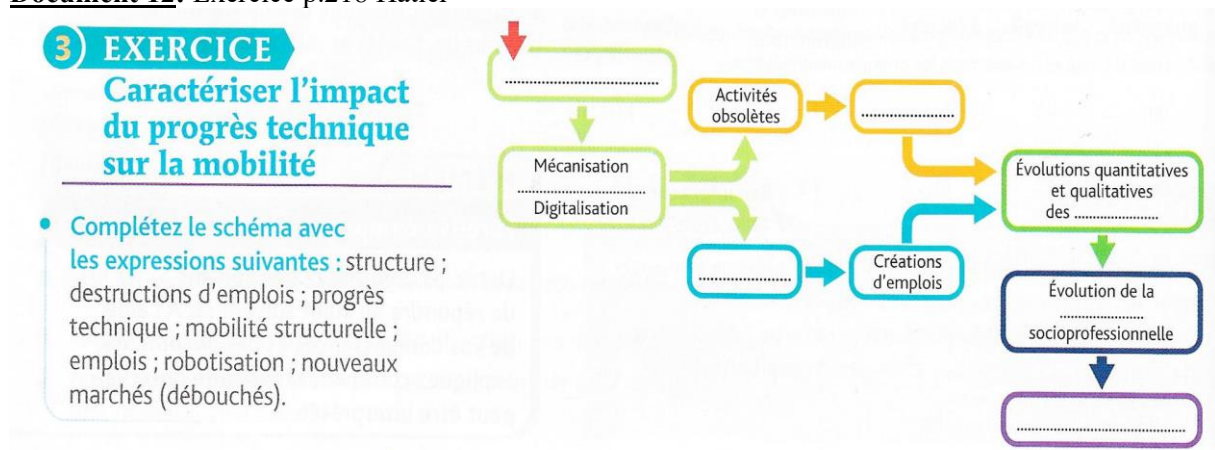 Document 12: Exercice p.218 Hatier
3 EXERCICE
Caractériser l'impact
du progrès technique
sur la mobilité
• Complétez le schéma avec
les expressions suivantes : structure ;
destructions d'emplois ; progrès
technique ; mobilité structurelle ;
emplois ; robotisation ; nouveaux
marchés (débouchés).
................................
Mécanisation
................................
Digitalisation
Activités
obsolètes
........................
........................
Créations
d'emplois
Évolutions quantitatives
et qualitatives
des ......................
Évolution de la
......................
socioprofessionnelle
........................................